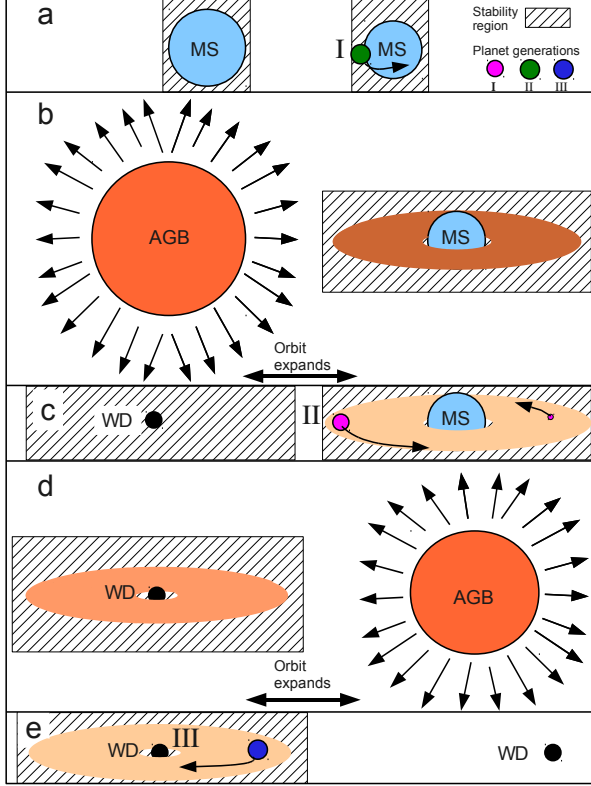 a
MS
I
MS
Stability
region
Planet generations
I II III
b
AGB
MS
Orbit
expands
c
WD
II
MS
d
WD
AGB
Orbit
expands
e
WD
III
WD